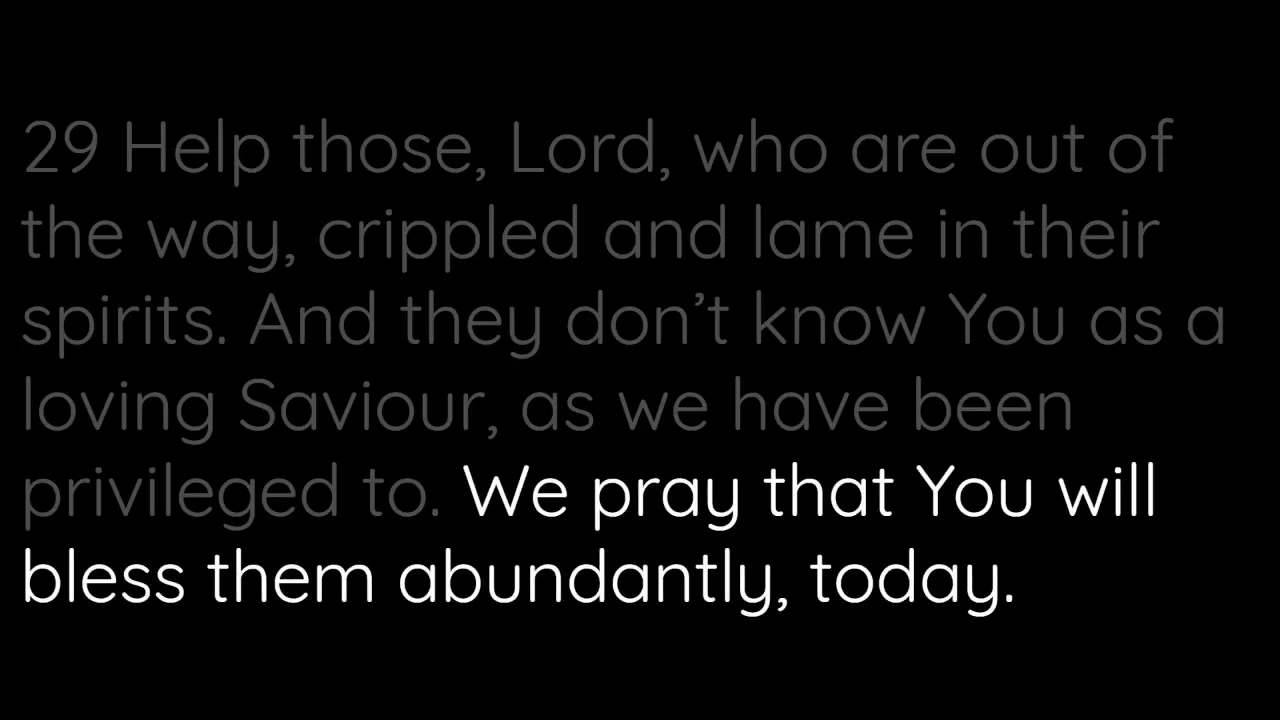 29 Help those, Lord, who are out of
the way, crippled and lame in their
spirits. And they don’t know You as a
loving Saviour, as we have been
privileged to. We pray that You will
bless them abundantly, today.